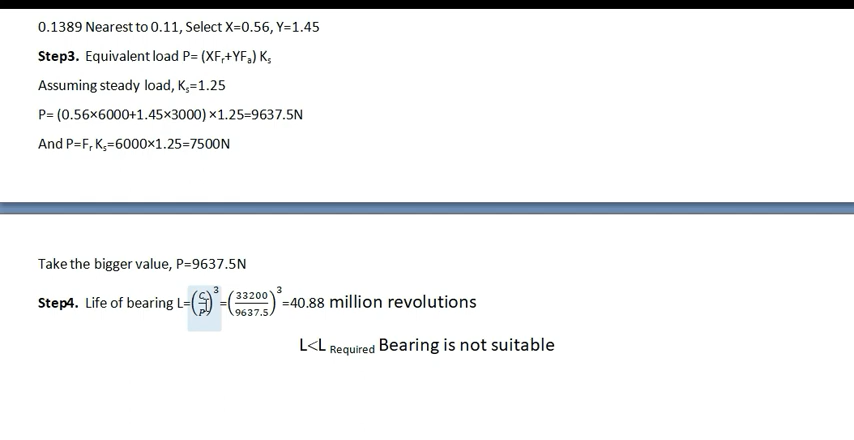 0.1389 Nearest to 0.11, Select X=0.56, Y=1.45
Step3. Equivalent load P= (XFᵣ+YFₐ) Kₛ
Assuming steady load, Kₛ=1.25
P= (0.56×6000+1.45×3000) ×1.25=9637.5N
And P=Fᵣ Kₛ=6000×1.25=7500N
Take the bigger value, P=9637.5N
Step4. Life of bearing L=(C/P)³=(33200/9637.5)³=40.88 million revolutions
L<L Required Bearing is not suitable